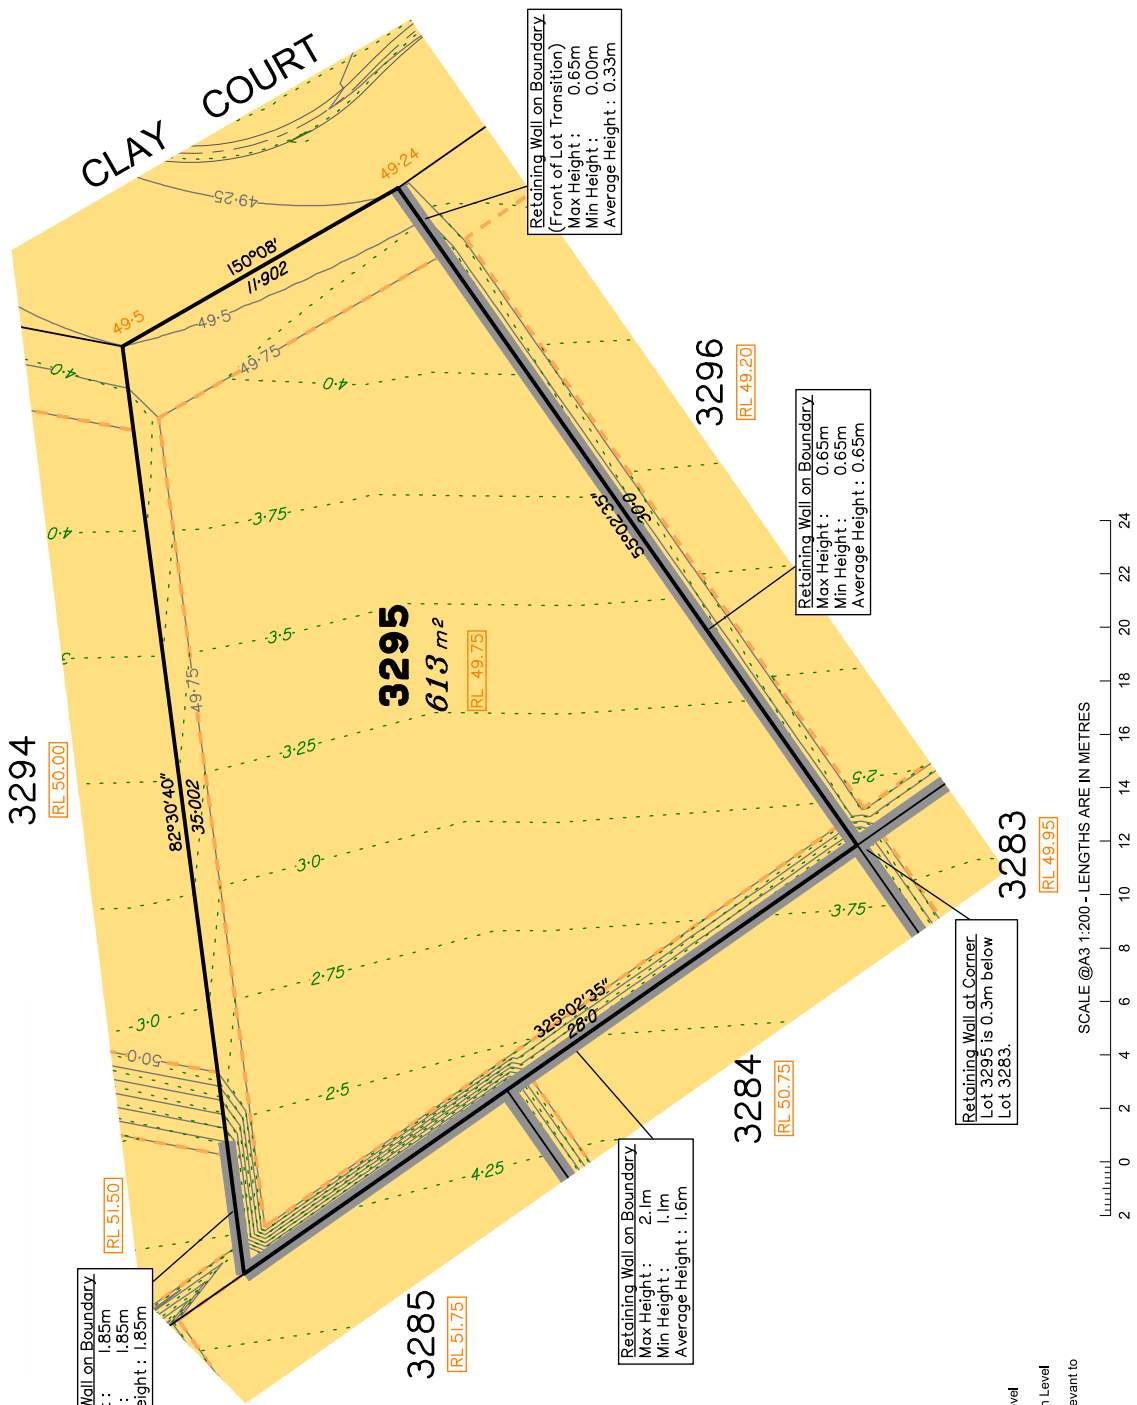 CLAY COURT
Retaining Wall on Boundary
(Front of Lot Transition)
Max Height : 0.65m
Min Height : 0.00m
Average Height : 0.33m
49·24
49·25
150°08'
11·902
49·5
49·5
49·75
4·0
4·0
3296
RL 49.20
Retaining Wall on Boundary
Max Height : 0.65m
Min Height : 0.65m
Average Height : 0.65m
4·0
3·75
55°02'35"
30·0
3·5
3295
613 m²
RL 49.75
49·75
3294
RL 50.00
82°30'40"
35·002
3·25
3·0
2·75
2·5
2·5
3·0
50·0
3283
RL 49.95
3·75
Retaining Wall at Corner
Lot 3295 is 0.3m below
Lot 3283.
325°02'35"
28·0
3284
RL 50.75
4·25
Retaining Wall on Boundary
Max Height : 2.1m
Min Height : 1.1m
Average Height : 1.6m
RL 51.50
Wall on Boundary
: 1.85m
: 1.85m
eight : 1.85m
3285
RL 51.75
SCALE @A3 1:200 - LENGTHS ARE IN METRES
2 0 2 4 6 8 10 12 14 16 18 20 22 24
vel
n Level
evant to